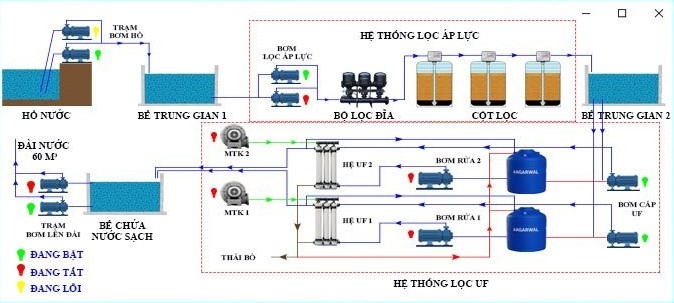 HỆ THỐNG LỌC ÁP LỰC
TRẠM
BƠM HỒ
BƠM
LỌC ÁP LỰC
HỒ NƯỚC
BỂ TRUNG GIAN 1
BỘ LỌC ĐĨA
CỘT LỌC
BỂ TRUNG GIAN 2
ĐÀI NƯỚC
60 M³
MTK 2
HỆ UF 2
BƠM RỬA 2
AGARWAL
MTK 1
HỆ UF 1
BƠM RỬA 1
AGARWAL
BƠM CẤP
UF
TRẠM
BƠM LÊN ĐÀI
BỂ CHỨA
NƯỚC SẠCH
THẢI BỎ
ĐANG BẬT
ĐANG TẮT
ĐANG LỖI
HỆ THỐNG LỌC UF